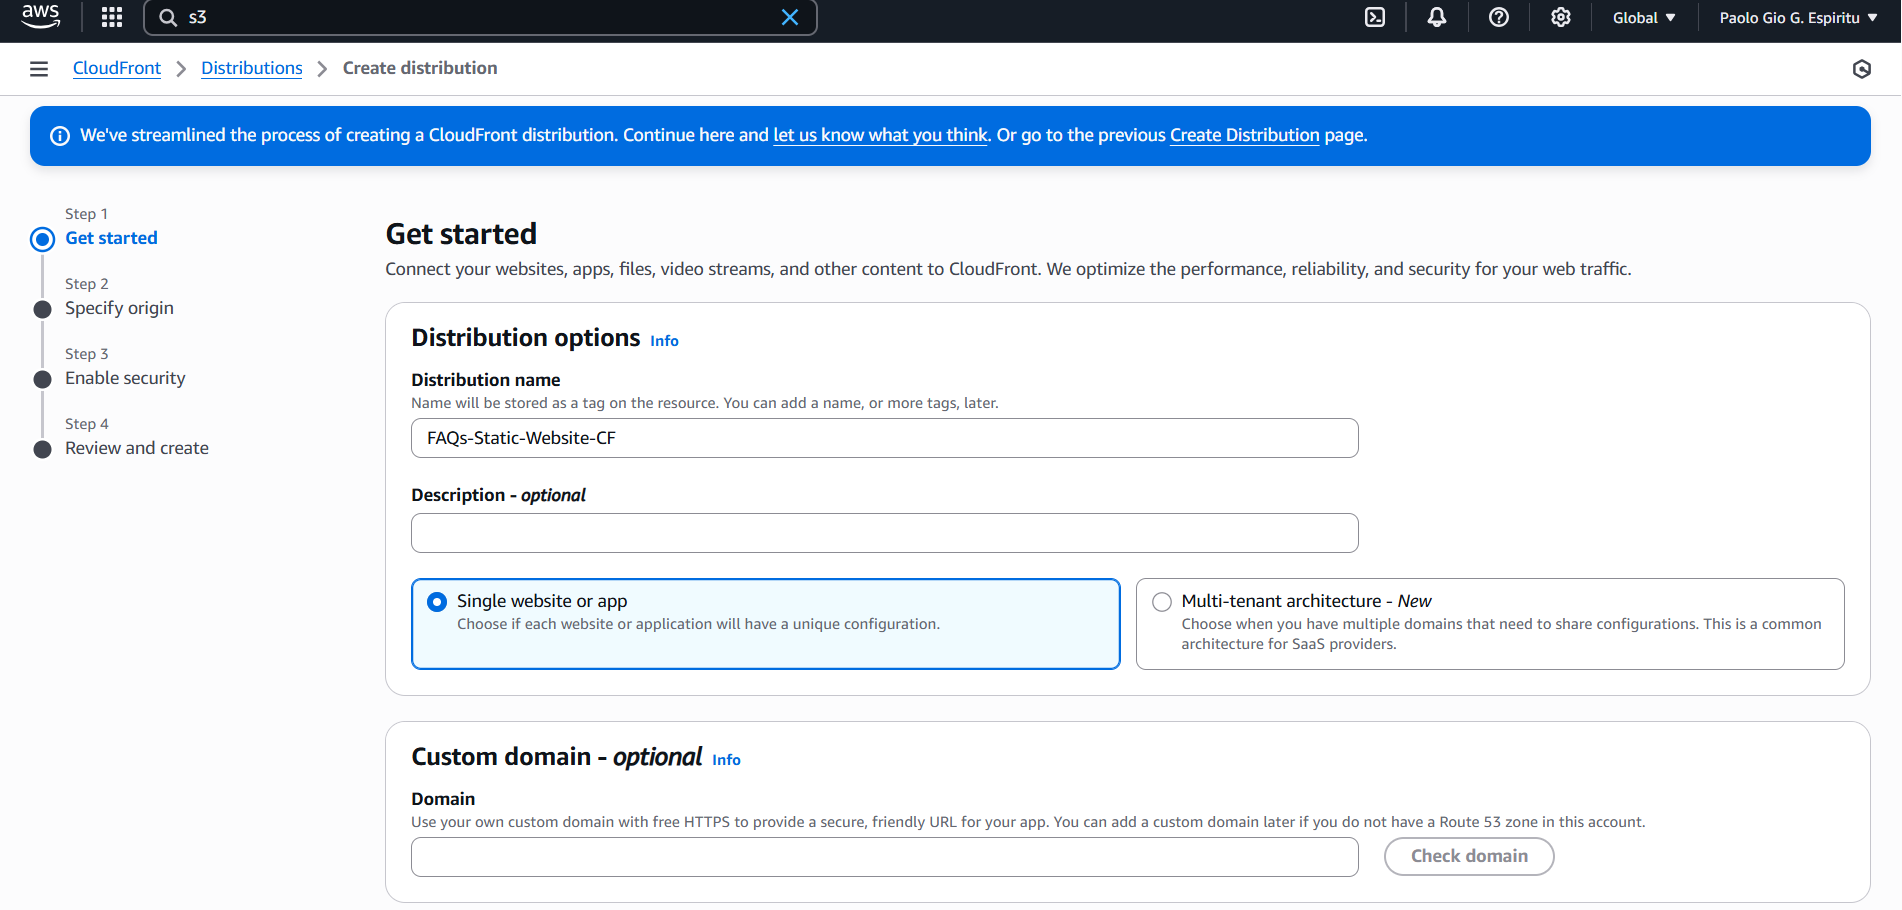 aws
s3
Global
Paolo Gio G. Espiritu
CloudFront
Distributions
Create distribution
We've streamlined the process of creating a CloudFront distribution. Continue here and let us know what you think. Or go to the previous Create Distribution page.
Step 1
Get started
Step 2
Specify origin
Step 3
Enable security
Step 4
Review and create
Get started
Connect your websites, apps, files, video streams, and other content to CloudFront. We optimize the performance, reliability, and security for your web traffic.
Distribution options Info
Distribution name
Name will be stored as a tag on the resource. You can add a name, or more tags, later.
FAQs-Static-Website-CF
Description - optional
Single website or app
Choose if each website or application will have a unique configuration.
Multi-tenant architecture - New
Choose when you have multiple domains that need to share configurations. This is a common
architecture for SaaS providers.
Custom domain - optional Info
Domain
Use your own custom domain with free HTTPS to provide a secure, friendly URL for your app. You can add a custom domain later if you do not have a Route 53 zone in this account.
Check domain